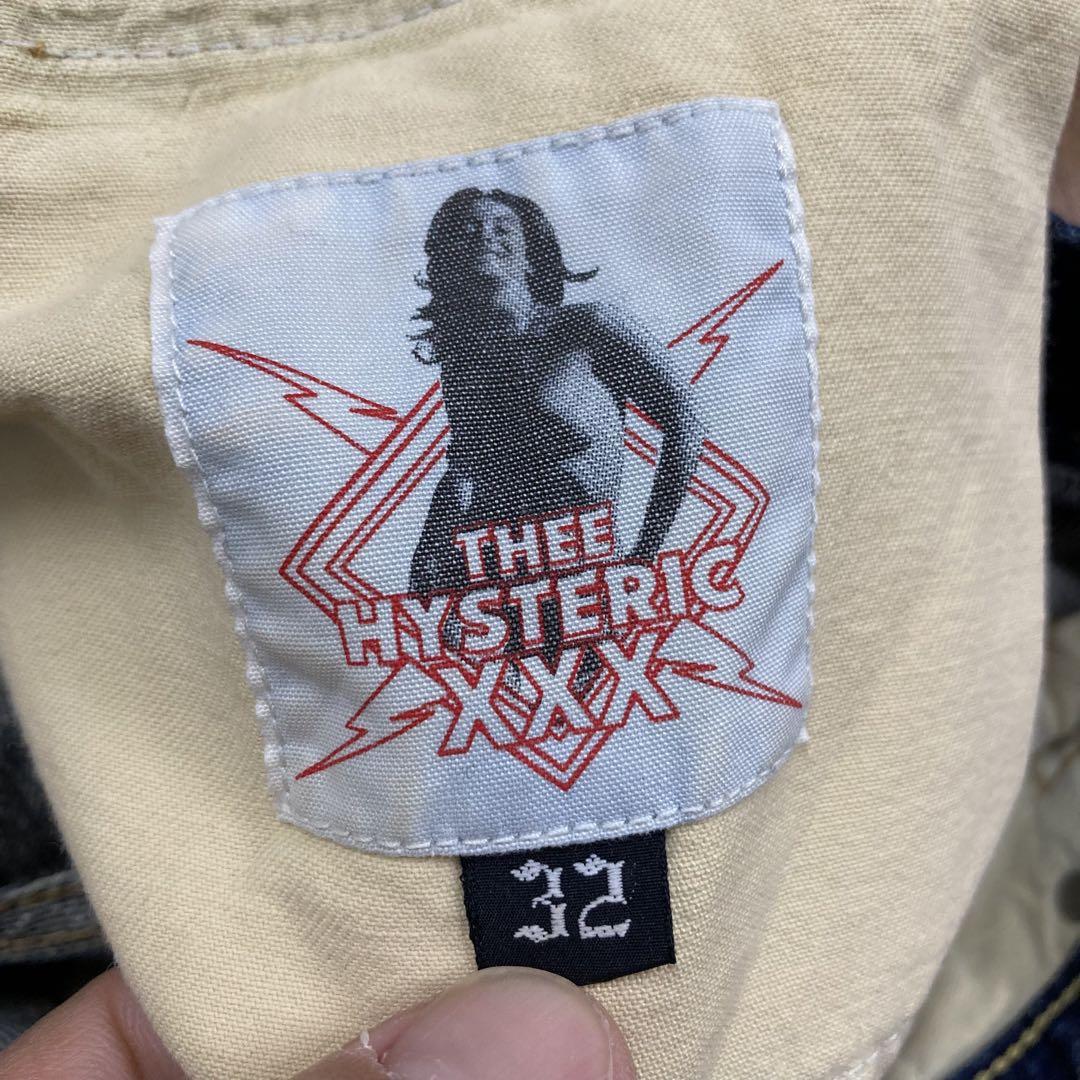 THEE
HYSTERIC
XXX
32